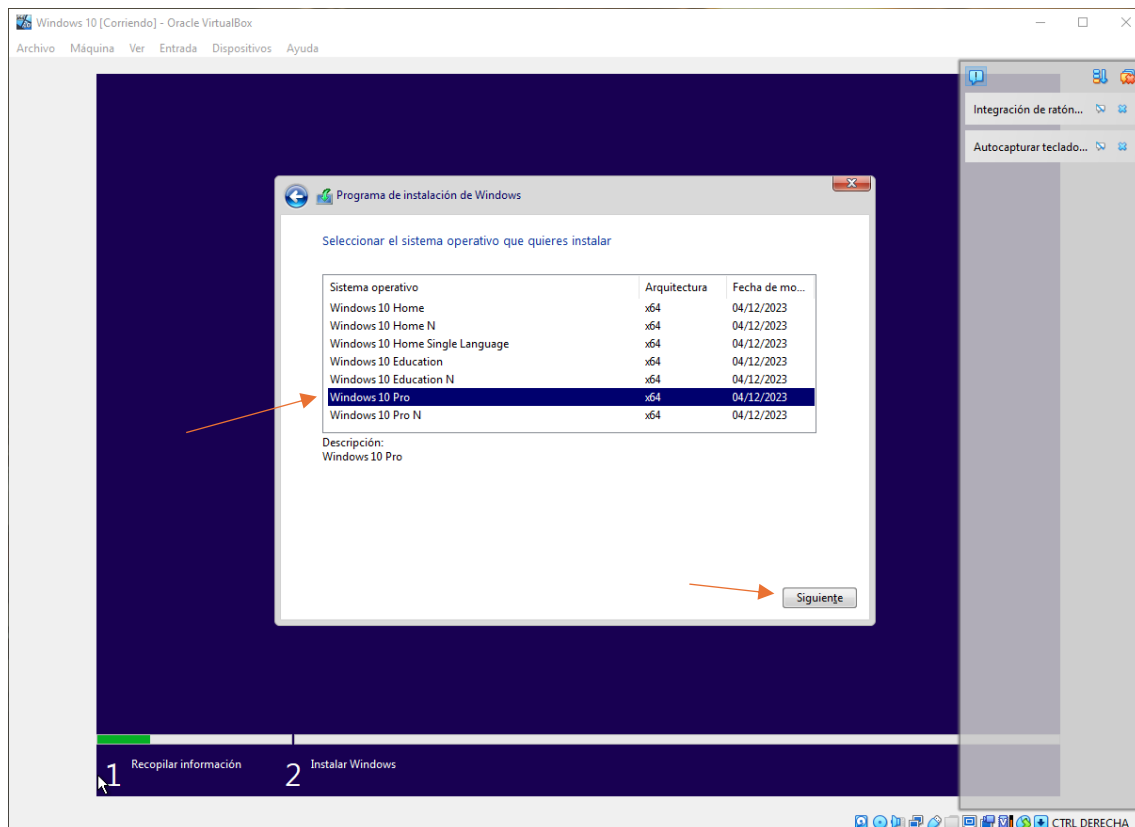 Windows 10 [Corriendo] - Oracle VirtualBox
Archivo Máquina Ver Entrada Dispositivos Ayuda
Integración de ratón...
Autocapturar teclado...
Programa de instalación de Windows
Seleccionar el sistema operativo que quieres instalar
Sistema operativo Arquitectura Fecha de mo...
Windows 10 Home x64 04/12/2023
Windows 10 Home N x64 04/12/2023
Windows 10 Home Single Language x64 04/12/2023
Windows 10 Education x64 04/12/2023
Windows 10 Education N x64 04/12/2023
Windows 10 Pro x64 04/12/2023
Windows 10 Pro N x64 04/12/2023
Descripción:
Windows 10 Pro
Siguiente
1 Recopilar información 2 Instalar Windows
CTRL DERECHA